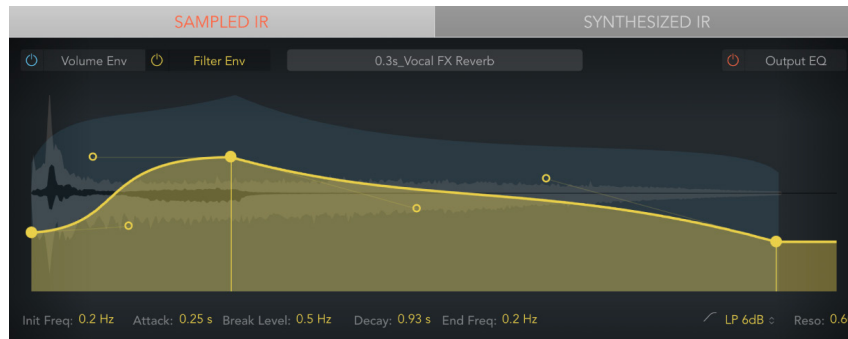 SAMPLED IR SYNTHESIZED IR
Volume Env Filter Env 0.3s_Vocal FX Reverb Output EQ
Init Freq: 0.2 Hz Attack: 0.25 s Break Level: 0.5 Hz Decay: 0.93 s End Freq: 0.2 Hz LP 6dB Reso: 0.6